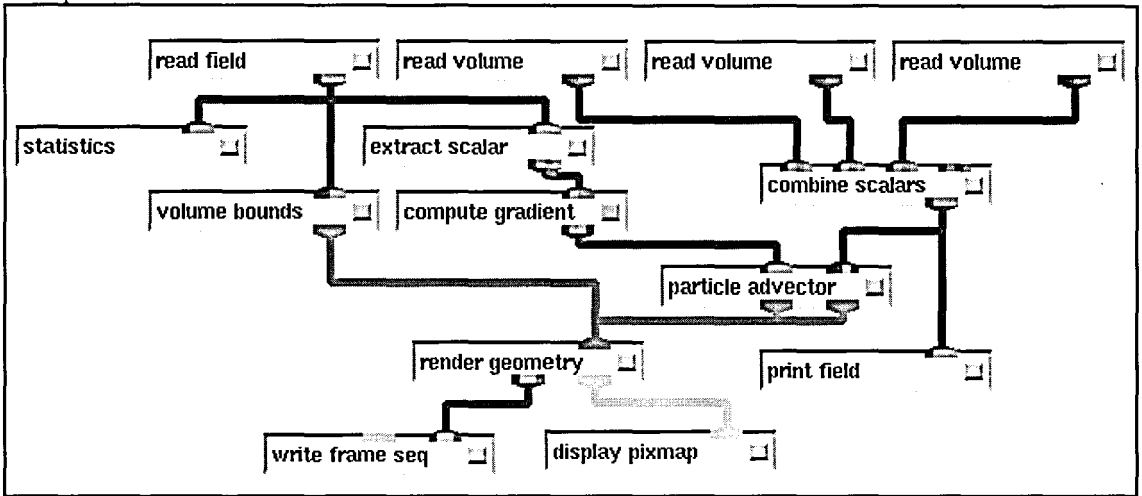 read field
read volume
read volume
read volume
statistics
extract scalar
combine scalars
volume bounds
compute gradient
particle advector
render geometry
print field
write frame seq
display pixmap